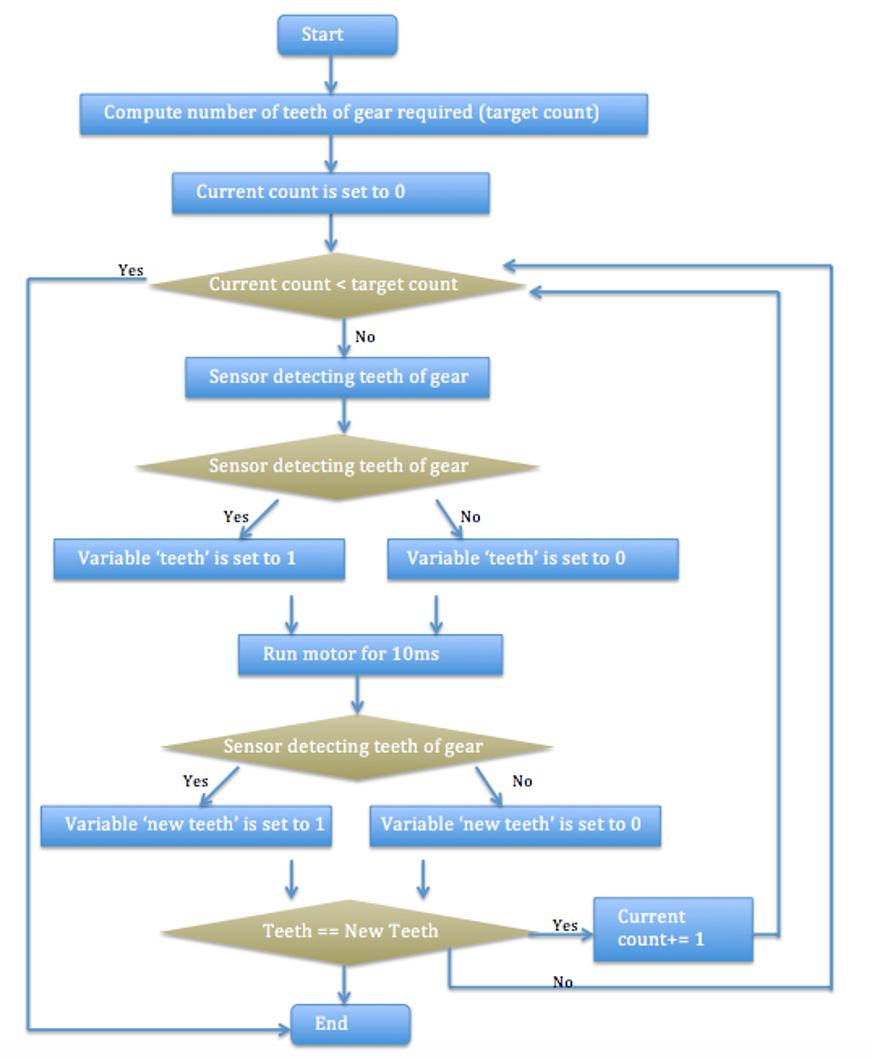 Start
Compute number of teeth of gear required (target count)
Current count is set to 0
Yes
Current count < target count
No
Sensor detecting teeth of gear
Sensor detecting teeth of gear
Yes
No
Variable ‘teeth’ is set to 1
Variable ‘teeth’ is set to 0
Run motor for 10ms
Sensor detecting teeth of gear
Yes
No
Variable ‘new teeth’ is set to 1
Variable ‘new teeth’ is set to 0
Teeth == New Teeth
Yes
Current
count+= 1
No
End